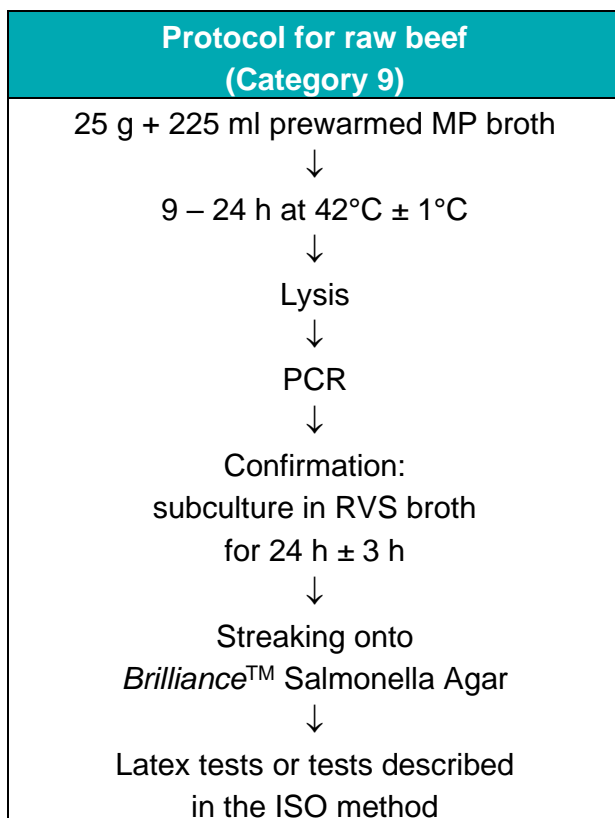 Protocol for raw beef
(Category 9)
25 g + 225 ml prewarmed MP broth
↓
9 – 24 h at 42°C ± 1°C
↓
Lysis
↓
PCR
↓
Confirmation:
subculture in RVS broth
for 24 h ± 3 h
↓
Streaking onto
Brilliance™ Salmonella Agar
↓
Latex tests or tests described
in the ISO method